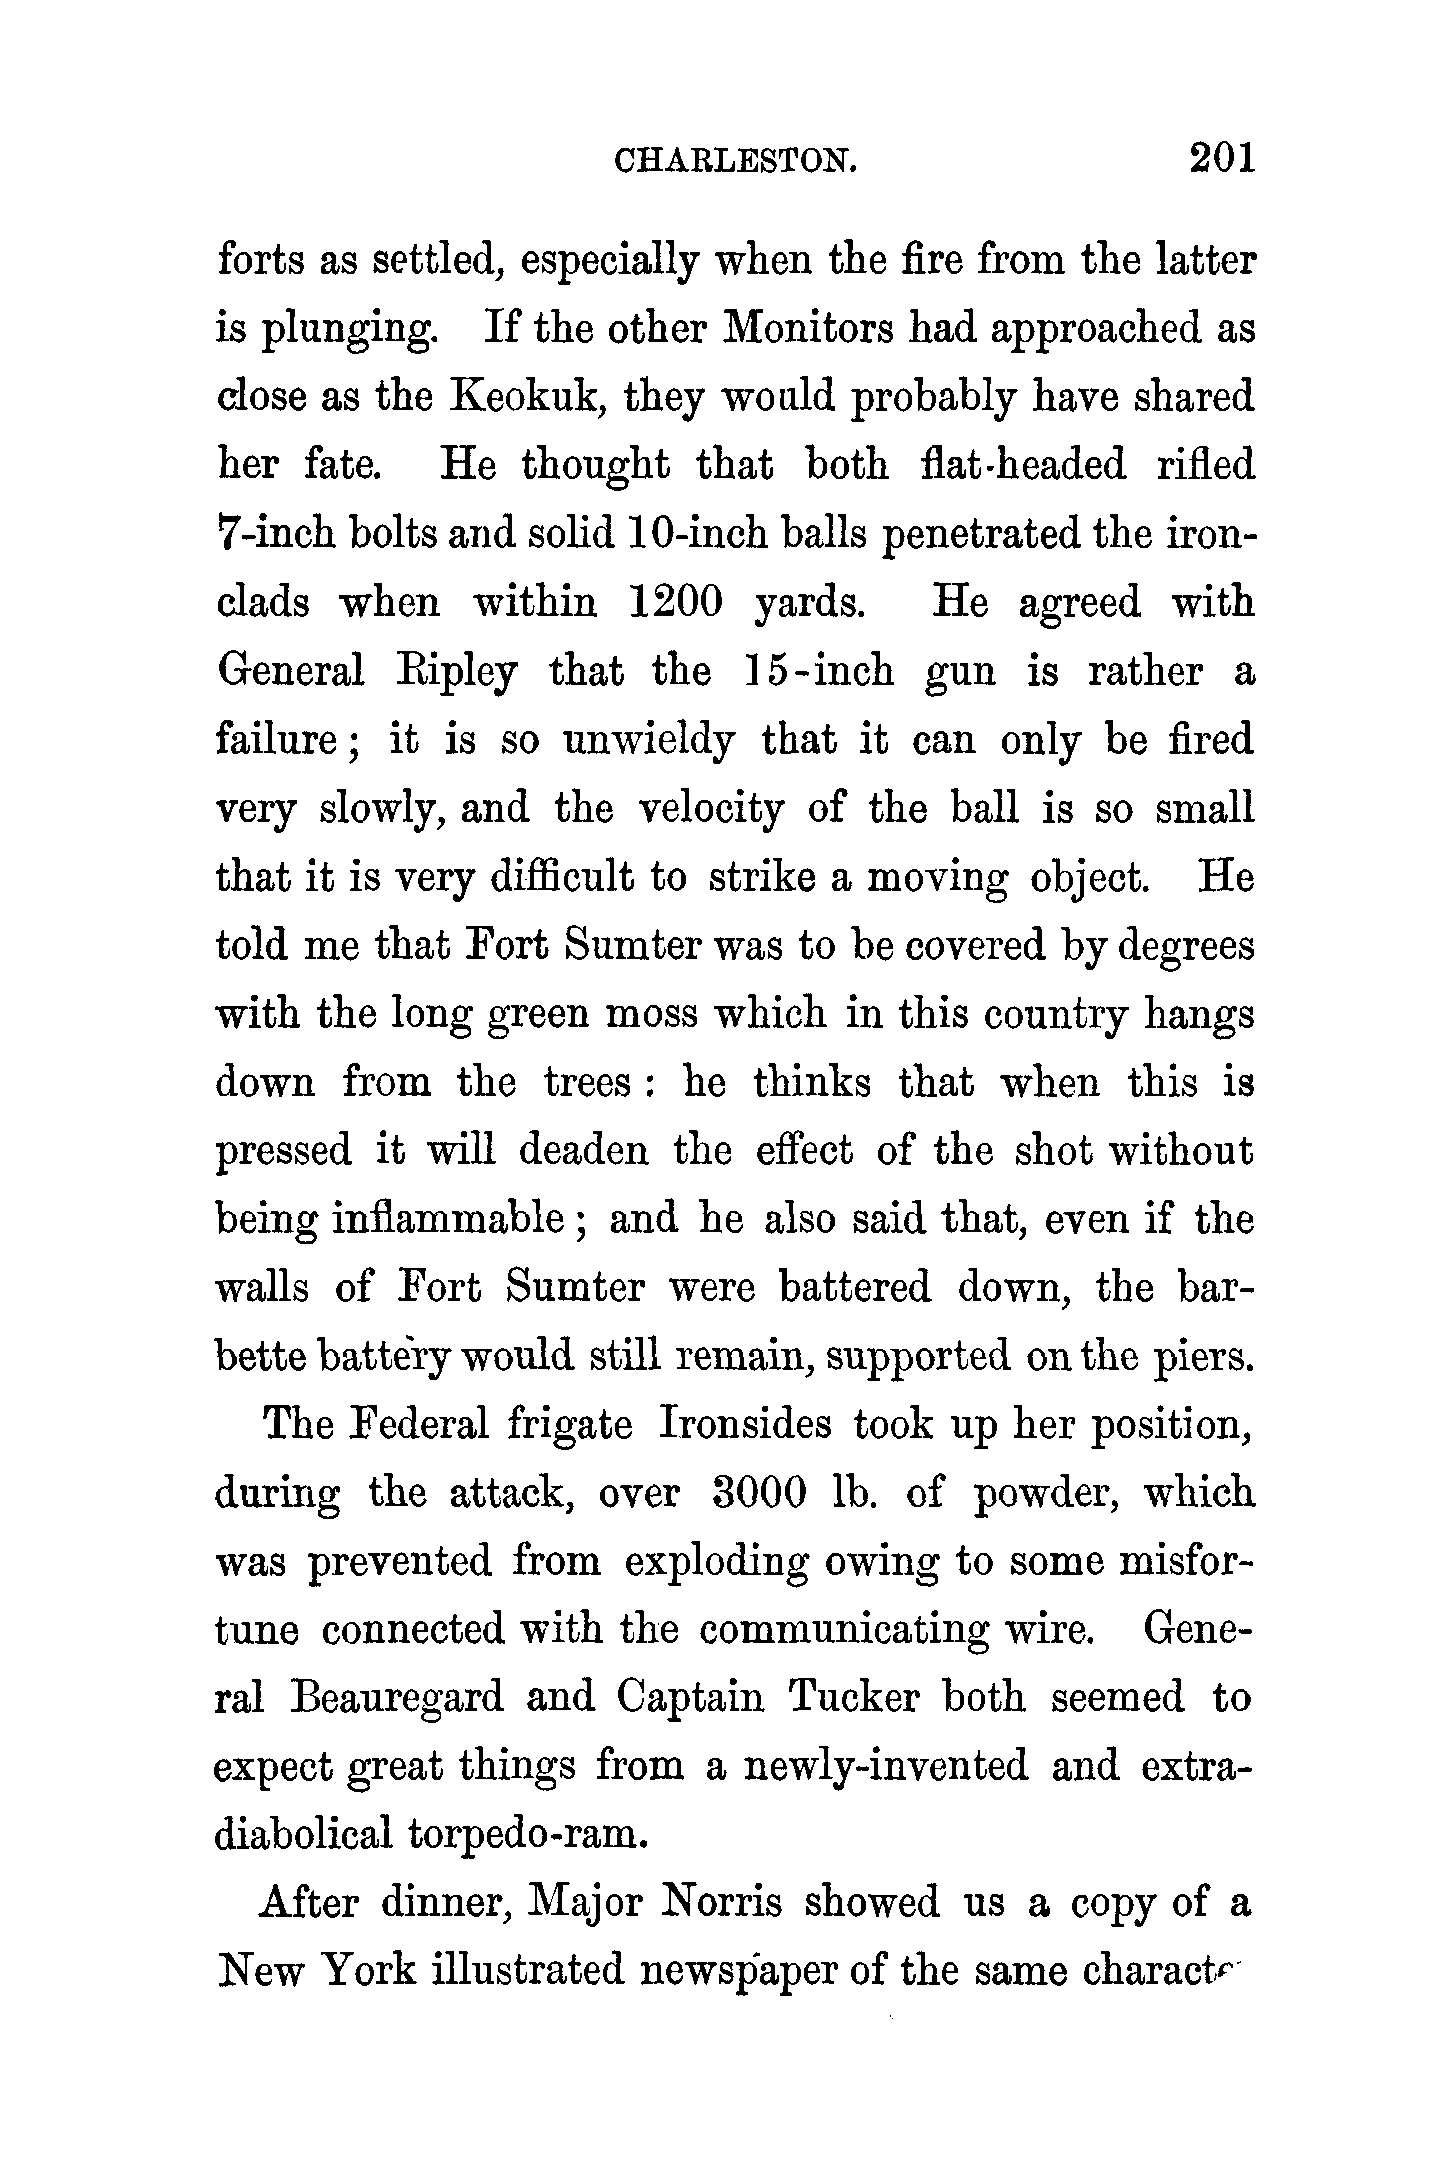 CHARLESTON. 201
forts as settled, especially when the fire from the latter
is plunging. If the other Monitors had approached as
close as the Keokuk, they would probably have shared
her fate. He thought that both flat-headed rifled
7-inch bolts and solid 10-inch balls penetrated the iron-
clads when within 1200 yards. He agreed with
General Ripley that the 15-inch gun is rather a
failure ; it is so unwieldy that it can only be fired
very slowly, and the velocity of the ball is so small
that it is very difficult to strike a moving object. He
told me that Fort Sumter was to be covered by degrees
with the long green moss which in this country hangs
down from the trees : he thinks that when this is
pressed it will deaden the effect of the shot without
being inflammable ; and he also said that, even if the
walls of Fort Sumter were battered down, the bar-
bette battery would still remain, supported on the piers.
The Federal frigate Ironsides took up her position,
during the attack, over 3000 lb. of powder, which
was prevented from exploding owing to some misfor-
tune connected with the communicating wire. Gene-
ral Beauregard and Captain Tucker both seemed to
expect great things from a newly-invented and extra-
diabolical torpedo-ram.
After dinner, Major Norris showed us a copy of a
New York illustrated newspaper of the same character